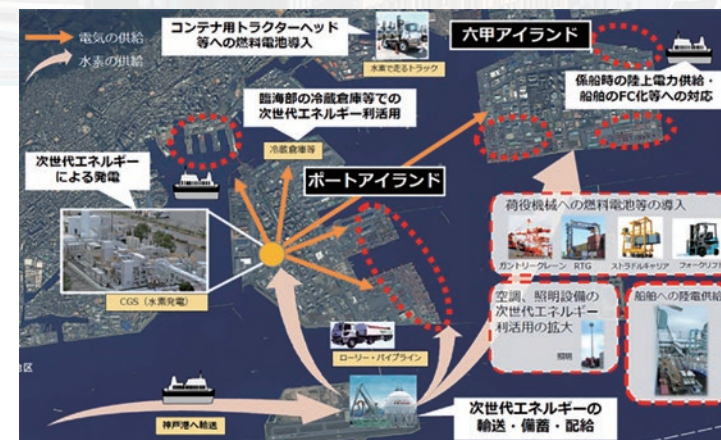 電気の供給
水素の供給
コンテナ用トラクターヘッド
等への燃料電池導入
水素で走るトラック
六甲アイランド
係船時の陸上電力供給・
船舶のFC化等への対応
臨海部の冷蔵倉庫等での
次世代エネルギー利活用
冷蔵倉庫等
次世代エネルギー
による発電
ポートアイランド
CGS（水素発電）
荷役機械への燃料電池等の導入
ガントリークレーン
RTG
ストラドルキャリア
フォークリフト
空調、照明設備の
次世代エネルギー
利活用の拡大
照明
船舶への陸電供給
ローリー・パイプライン
神戸港へ輸送
次世代エネルギーの
輸送・備蓄・配給